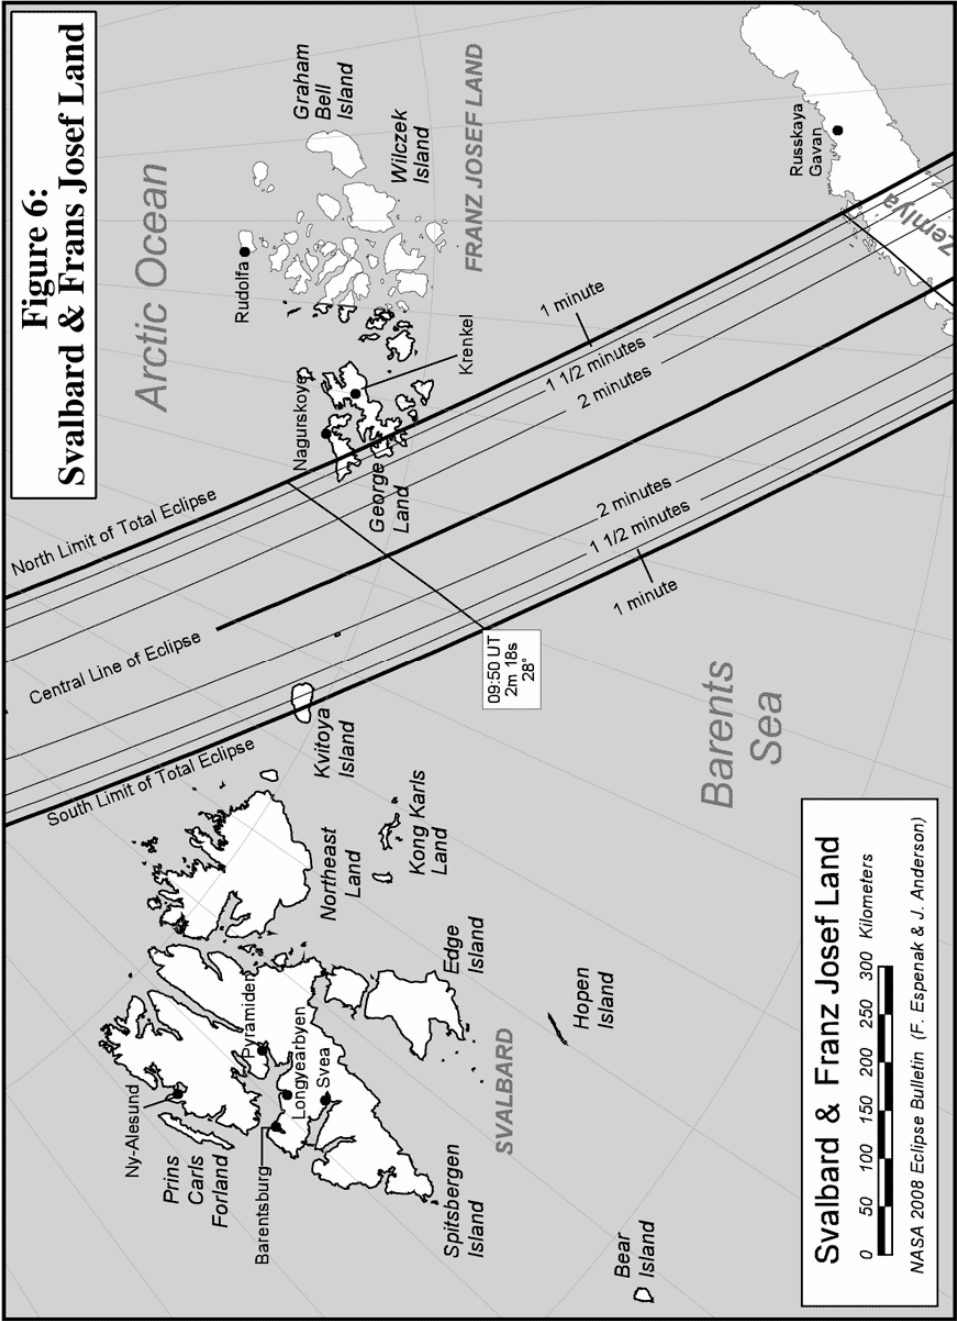 Figure 6:
Svalbard & Frans Josef Land
Arctic Ocean
Graham
Bell
Island
Wilczek
Island
FRANZ JOSEF LAND
Rudolfa
Nagurskoye
Krenkel
George
Land
Russkaya
Gavan
Zemlya
North Limit of Total Eclipse
Central Line of Eclipse
South Limit of Total Eclipse
1 minute
1 1/2 minutes
2 minutes
2 minutes
1 1/2 minutes
1 minute
09:50 UT
2m 18s
28°
Kvitoya
Island
Northeast
Land
Kong Karls
Land
Barents
Sea
Edge
Island
Hopen
Island
SVALBARD
Ny-Alesund
Prins
Carls
Forland
Pyramiden
Longyearbyen
Svea
Barentsburg
Spitsbergen
Island
Bear
Island
Svalbard & Franz Josef Land
0 50 100 150 200 250 300 Kilometers
NASA 2008 Eclipse Bulletin (F. Espenak & J. Anderson)